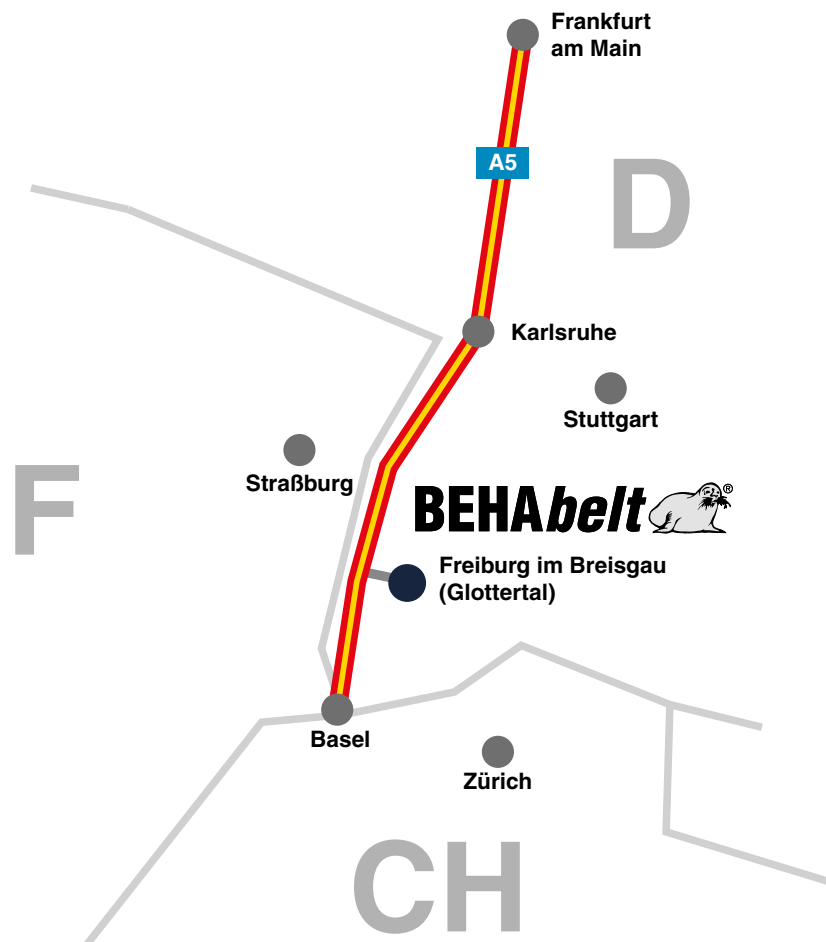 Frankfurt
am Main
A5
D
Karlsruhe
Stuttgart
Straßburg
F
BEHAbelt®
Freiburg im Breisgau
(Glottertal)
Basel
Zürich
CH